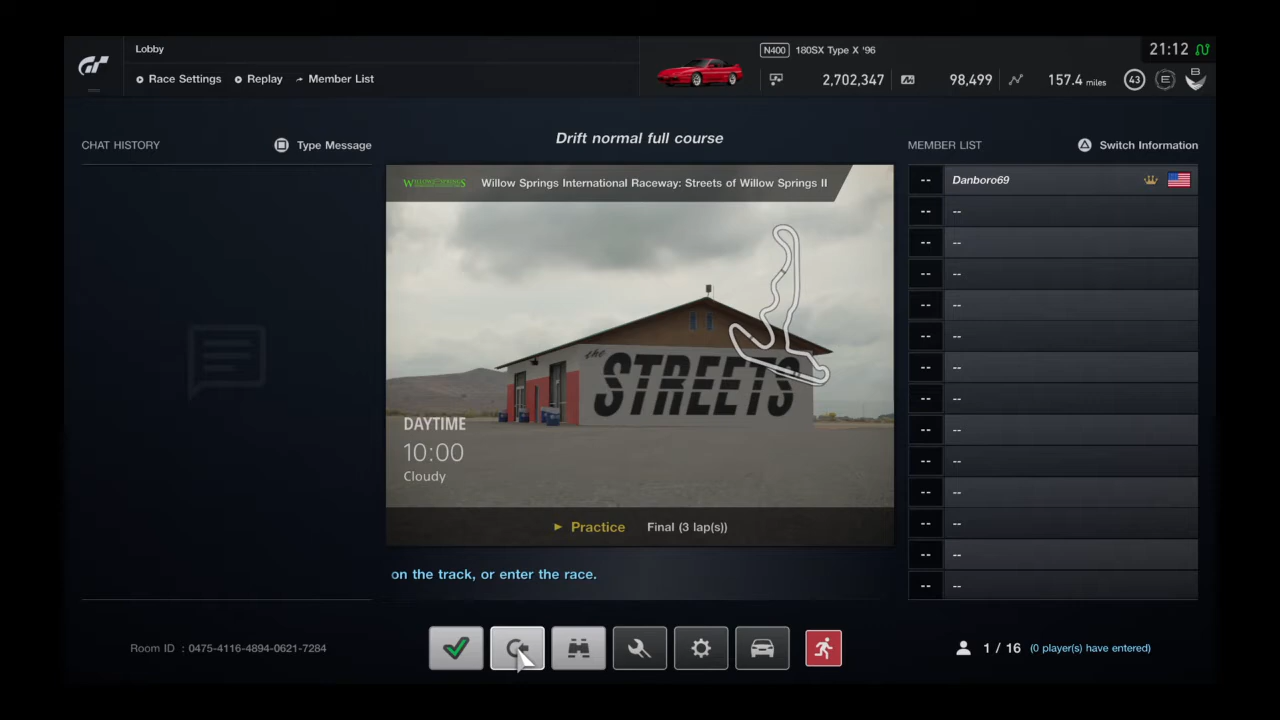 Lobby
Race Settings Replay Member List
N400 180SX Type X '96
2,702,347 98,499 157.4 miles 43 E B
21:12
CHAT HISTORY Type Message
Drift normal full course
MEMBER LIST Switch Information
WILLOW SPRINGS Willow Springs International Raceway: Streets of Willow Springs II
-- Danboro69
-- --
-- --
-- --
-- --
-- --
-- --
-- --
-- --
-- --
-- --
-- --
-- --
-- --
the STREETS
DAYTIME
10:00
Cloudy
Practice Final (3 lap(s))
on the track, or enter the race.
Room ID : 0475-4116-4894-0621-7284
1 / 16 (0 player(s) have entered)